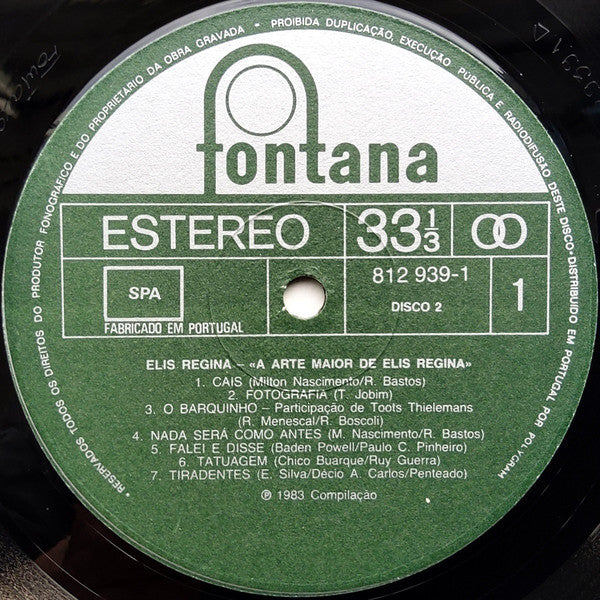 •RESERVADOS TODOS OS DIREITOS DO PRODUTOR FONOGRÁFICO E DO PROPRIETÁRIO DA OBRA GRAVADA - PROIBIDA DUPLICAÇÃO, EXECUÇÃO PÚBLICA E RADIODIFUSÃO DESTE DISCO•DISTRIBUIDO EM PORTUGAL POR POLYGRAM•
fontana
ESTEREO 33 1/3
812 939-1
SPA DISCO 2 1
FABRICADO EM PORTUGAL
ELIS REGINA – «A ARTE MAIOR DE ELIS REGINA»
1. CAIS (Milton Nascimento/R. Bastos)
2. FOTOGRAFIA (T. Jobim)
3. O BARQUINHO – Participação de Toots Thielemans
(R. Menescal/R. Boscoli)
4. NADA SERÁ COMO ANTES (M. Nascimento/R. Bastos)
5. FALEI E DISSE (Baden Powell/Paulo C. Pinheiro)
6. TATUAGEM (Chico Buarque/Ruy Guerra)
7. TIRADENTES (E. Silva/Décio A. Carlos/Penteado)
℗ 1983 Compilação